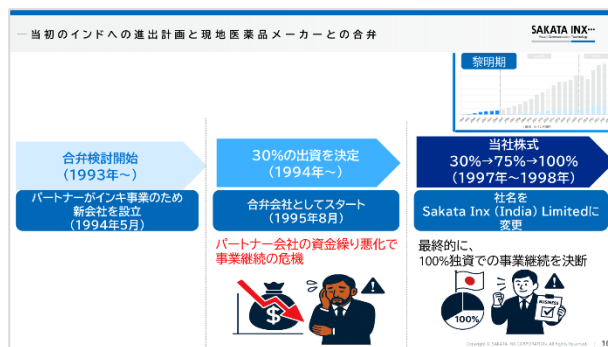 当初のインドへの進出計画と現地医薬品メーカーとの合弁
SAKATA INX
黎明期
合弁検討開始
(1993年～)
パートナーがインキ事業のため
新会社を設立
(1994年5月)
30%の出資を決定
(1994年～)
合弁会社としてスタート
(1995年8月)
パートナー会社の資金繰り悪化で
事業継続の危機
$
当社株式
30%→75%→100%
(1997年～1998年)
社名を
Sakata Inx (India) Limitedに
変更
最終的に、
100%独資での事業継続を決断
100%
BUSINESS
Copyright © SAKATA INX CORPORATION. All Rights Reserved.